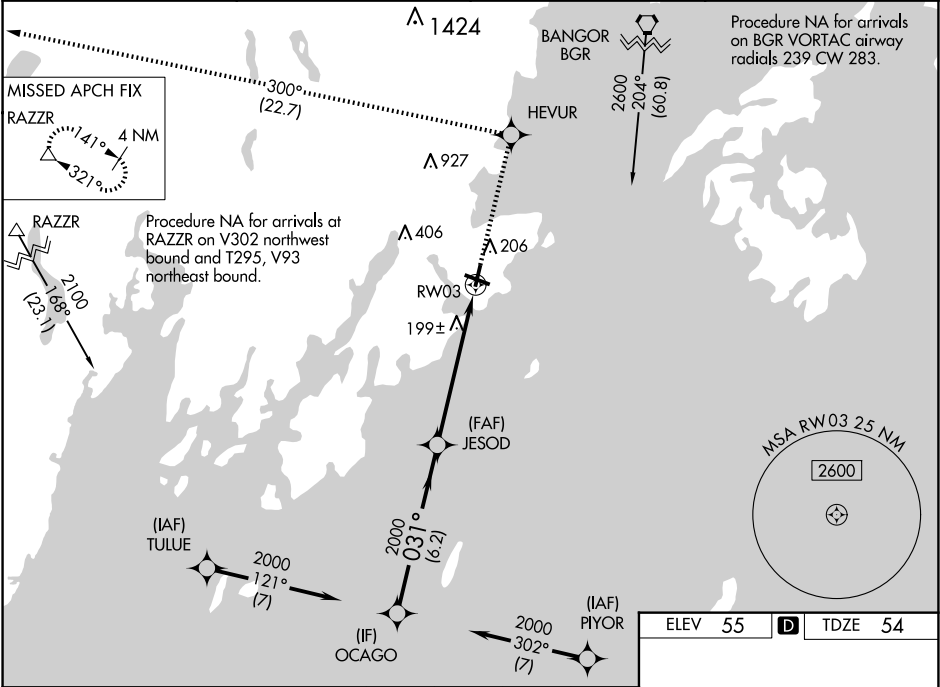 1424
BANGOR
BGR
Procedure NA for arrivals
on BGR VORTAC airway
radials 239 CW 283.
2600
204°
(60.8)
300°
(22.7)
HEVUR
MISSED APCH FIX
RAZZR
141°
4 NM
321°
927
RAZZR
2100
168°
(23.1)
Procedure NA for arrivals at
RAZZR on V302 northwest
bound and T295, V93
northeast bound.
406
206
RW03
199±
(FAF)
JESOD
MSA RW03 25 NM
2600
2000
031°
(6.2)
(IAF)
TULUE
2000
121°
(7)
(IF)
OCAGO
2000
302°
(7)
(IAF)
PIYOR
ELEV 55 D TDZE 54